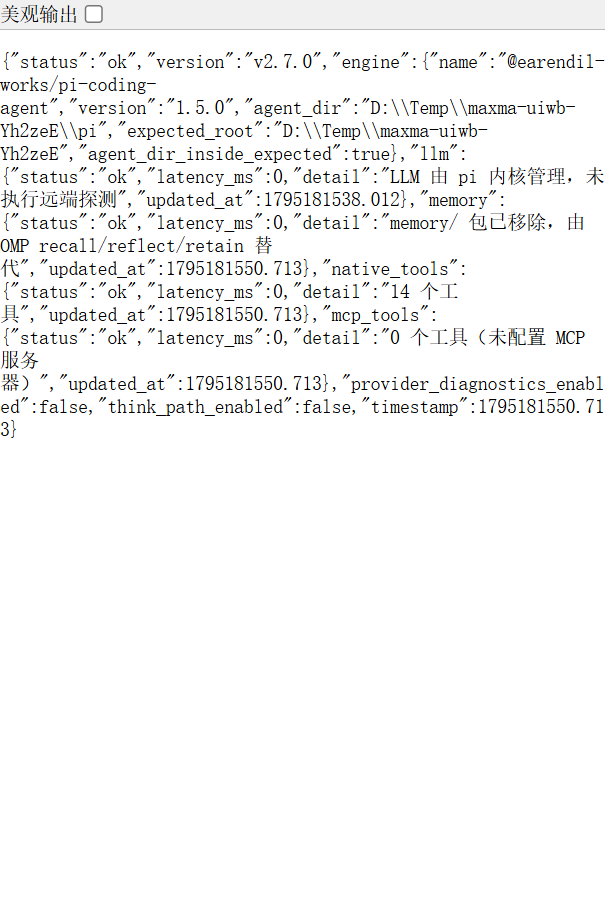 美观输出
{"status":"ok","version":"v2.7.0","engine":{"name":"@earendil-
works/pi-coding-
agent","version":"1.5.0","agent_dir":"D:\\Temp\\maxma-uiwb-
Yh2zeE\\pi","expected_root":"D:\\Temp\\maxma-uiwb-
Yh2zeE","agent_dir_inside_expected":true},"llm":
{"status":"ok","latency_ms":0,"detail":"LLM 由 pi 内核管理，未
执行远端探测","updated_at":1795181538.012},"memory":
{"status":"ok","latency_ms":0,"detail":"memory/ 包已移除，由
OMP recall/reflect/retain 替
代","updated_at":1795181550.713},"native_tools":
{"status":"ok","latency_ms":0,"detail":"14 个工
具","updated_at":1795181550.713},"mcp_tools":
{"status":"ok","latency_ms":0,"detail":"0 个工具（未配置 MCP
服务
器）","updated_at":1795181550.713},"provider_diagnostics_enabl
ed":false,"think_path_enabled":false,"timestamp":1795181550.71
3}